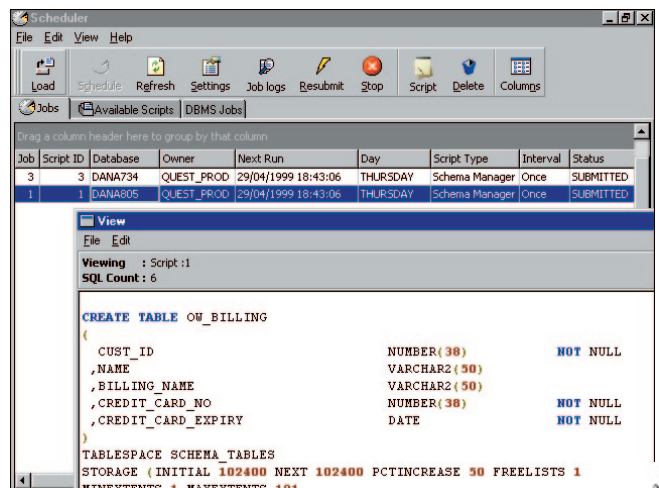 Scheduler
File Edit View Help
Load Schedule Refresh Settings Job logs Resubmit Stop Script Delete Columns
Jobs Available Scripts DBMS Jobs
Drag a column header here to group by that column
Job Script ID Database Owner Next Run Day Script Type Interval Status
3 3 DANA734 QUEST_PROD 29/04/1999 18:43:06 THURSDAY Schema Manager Once SUBMITTED
1 1 DANA805 QUEST_PROD 29/04/1999 18:43:06 THURSDAY Schema Manager Once SUBMITTED
View
File Edit
Viewing : Script :1
SQL Count : 6
CREATE TABLE OW_BILLING
(
CUST_ID NUMBER(38) NOT NULL
,NAME VARCHAR2(50)
,BILLING_NAME VARCHAR2(50)
,CREDIT_CARD_NO NUMBER(38) NOT NULL
,CREDIT_CARD_EXPIRY DATE NOT NULL
)
TABLESPACE SCHEMA_TABLES
STORAGE (INITIAL 102400 NEXT 102400 PCTINCREASE 50 FREELISTS 1
MINEXTENTS 1 MAXEXTENTS 121